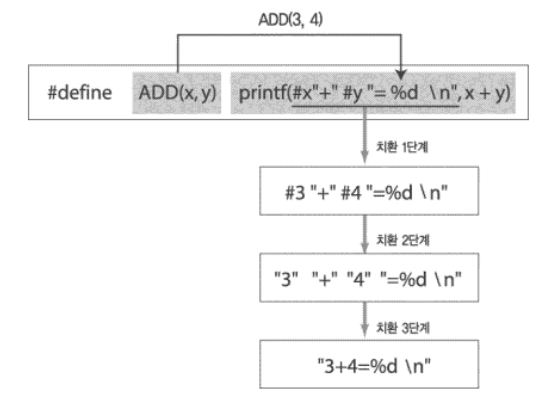 ADD(3, 4)
#define ADD(x, y) printf(#x"+" #y "= %d \n", x + y)
치환 1단계
#3 "+" #4 "=%d \n"
치환 2단계
"3" "+" "4" "=%d \n"
치환 3단계
"3+4=%d \n"